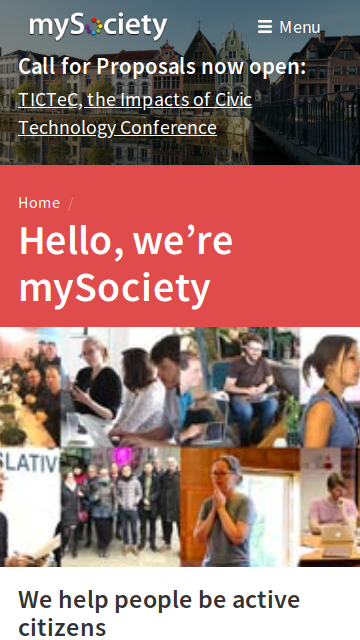 mySociety
Menu
Call for Proposals now open:
TICTeC, the Impacts of Civic
Technology Conference
Home /
Hello, we’re
mySociety
SLATIV
We help people be active
citizens